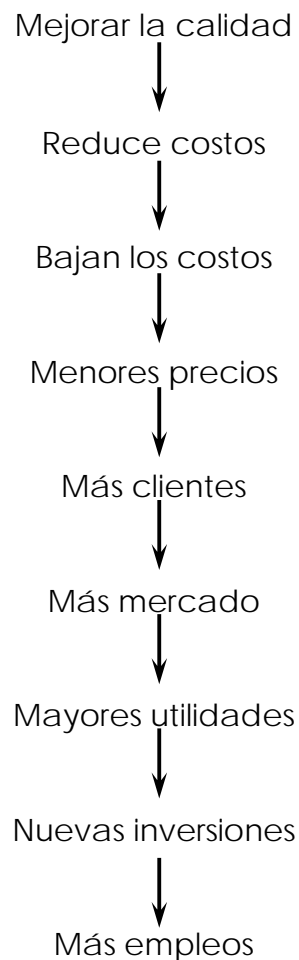 Mejorar la calidad
Reduce costos
Bajan los costos
Menores precios
Más clientes
Más mercado
Mayores utilidades
Nuevas inversiones
Más empleos